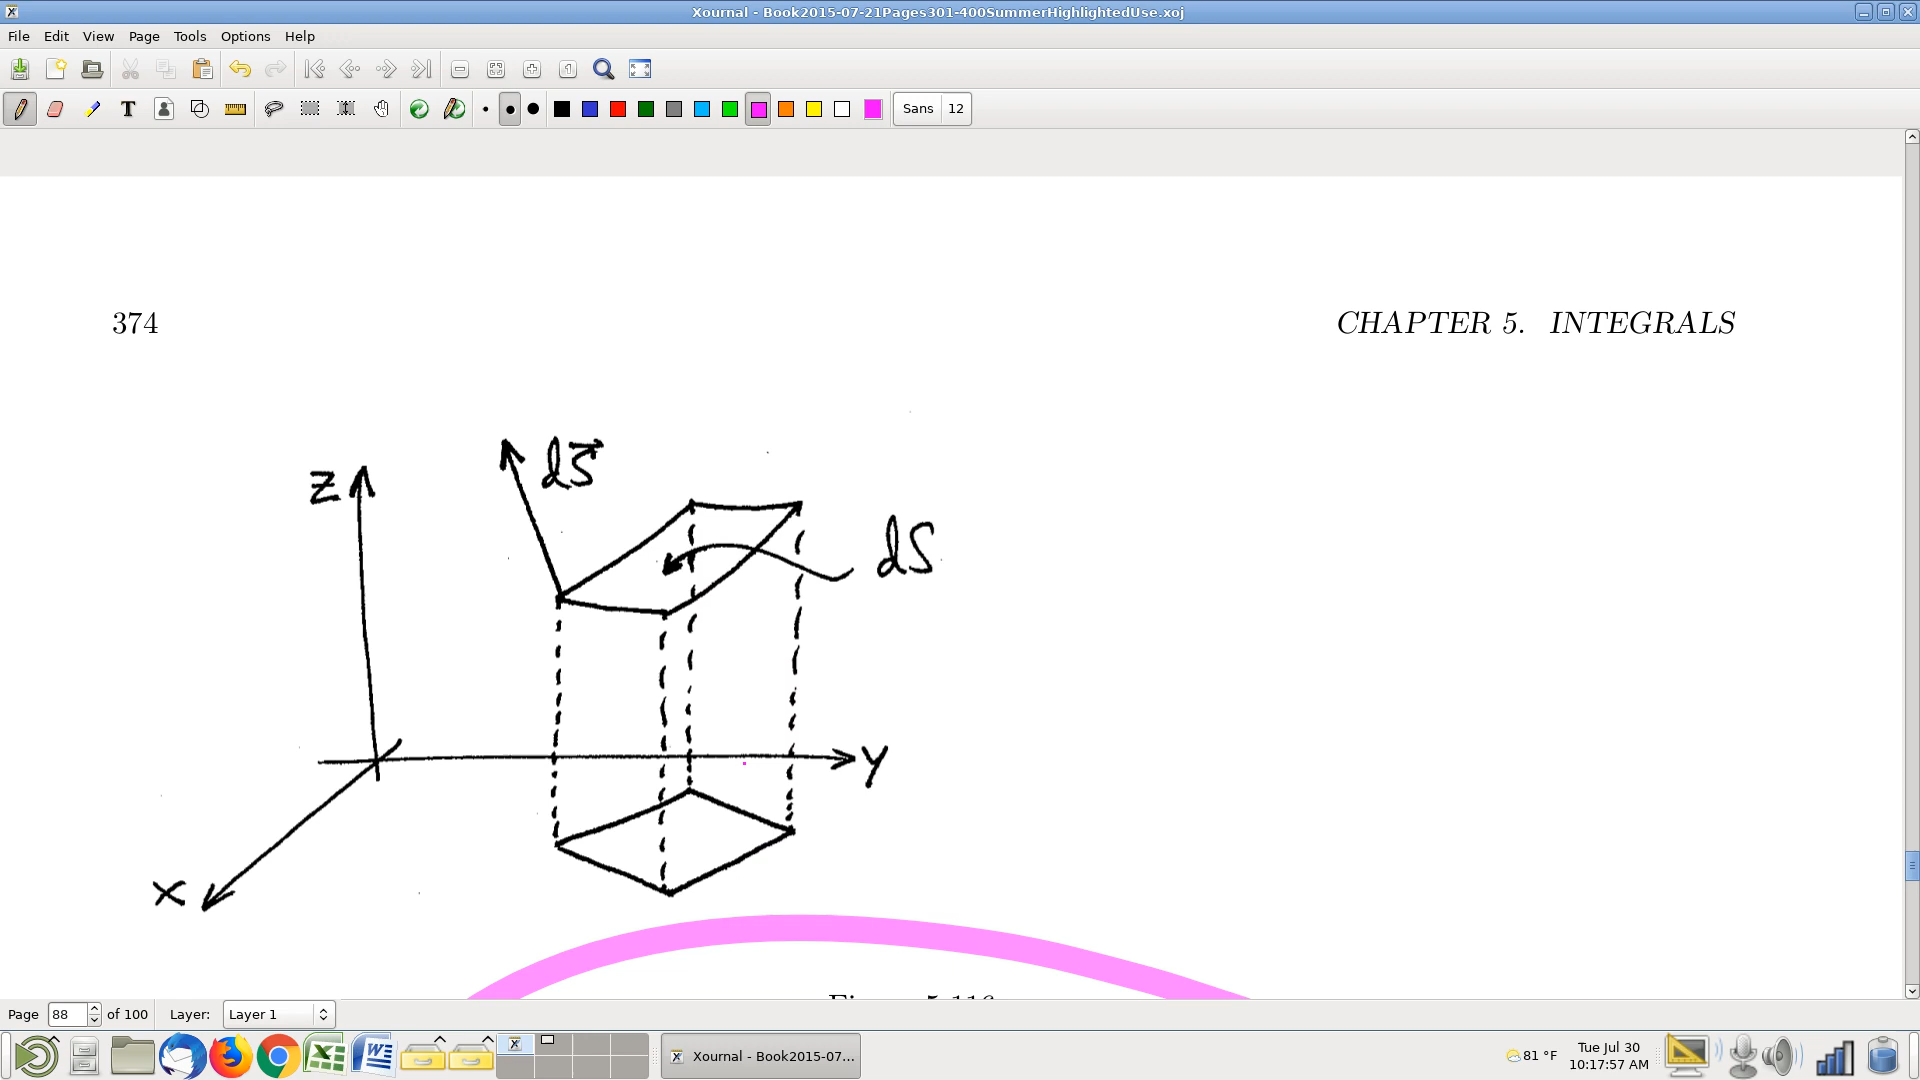 Xournal - Book2015-07-21Pages301-400SummerHighlightedUse.xoj
File Edit View Page Tools Options Help
Sans 12
374 CHAPTER 5. INTEGRALS
z
dS⃗
dS
y
x
Page 88 of 100 Layer: Layer 1
Xournal - Book2015-07...
81 °F
Tue Jul 30
10:17:57 AM